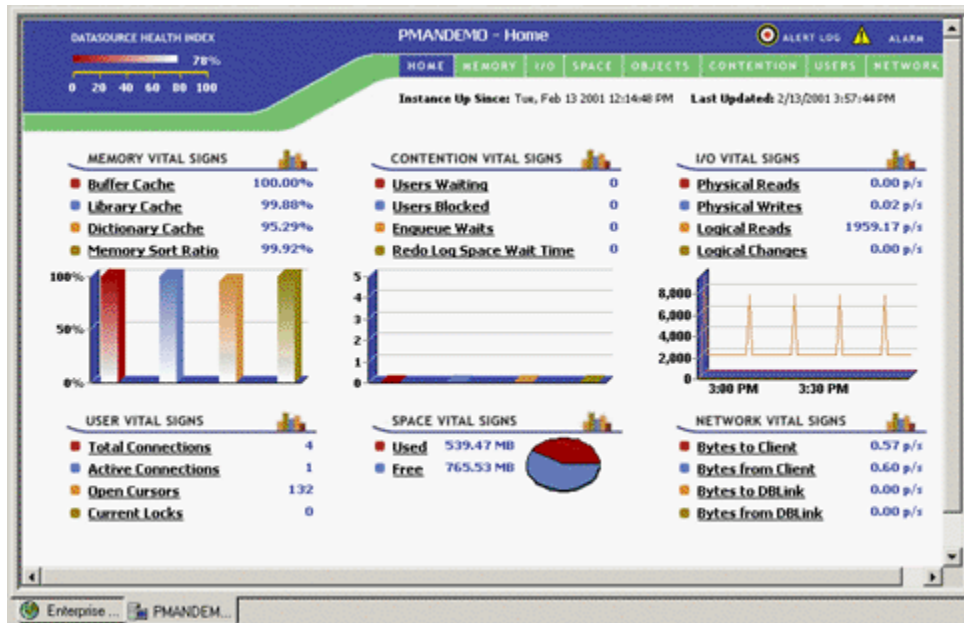 DATASOURCE HEALTH INDEX
78%
0 20 40 60 80 100
PMANDEMO - Home
ALERT LOG
ALARM
HOME MEMORY I/O SPACE OBJECTS CONTENTION USERS NETWORK
Instance Up Since: Tue, Feb 13 2001 12:14:48 PM Last Updated: 2/13/2001 3:57:44 PM
MEMORY VITAL SIGNS
Buffer Cache 100.00%
Library Cache 99.88%
Dictionary Cache 95.29%
Memory Sort Ratio 99.92%
100%
50%
0%
CONTENTION VITAL SIGNS
Users Waiting 0
Users Blocked 0
Enqueue Waits 0
Redo Log Space Wait Time 0
5
4
3
2
1
0
I/O VITAL SIGNS
Physical Reads 0.00 p/s
Physical Writes 0.02 p/s
Logical Reads 1959.17 p/s
Logical Changes 0.00 p/s
8,000
6,000
4,000
2,000
0
3:00 PM 3:30 PM
USER VITAL SIGNS
Total Connections 4
Active Connections 1
Open Cursors 132
Current Locks 0
SPACE VITAL SIGNS
Used 539.47 MB
Free 765.53 MB
NETWORK VITAL SIGNS
Bytes to Client 0.57 p/s
Bytes from Client 0.60 p/s
Bytes to DBLink 0.00 p/s
Bytes from DBLink 0.00 p/s
Enterprise ... PMANDEM...